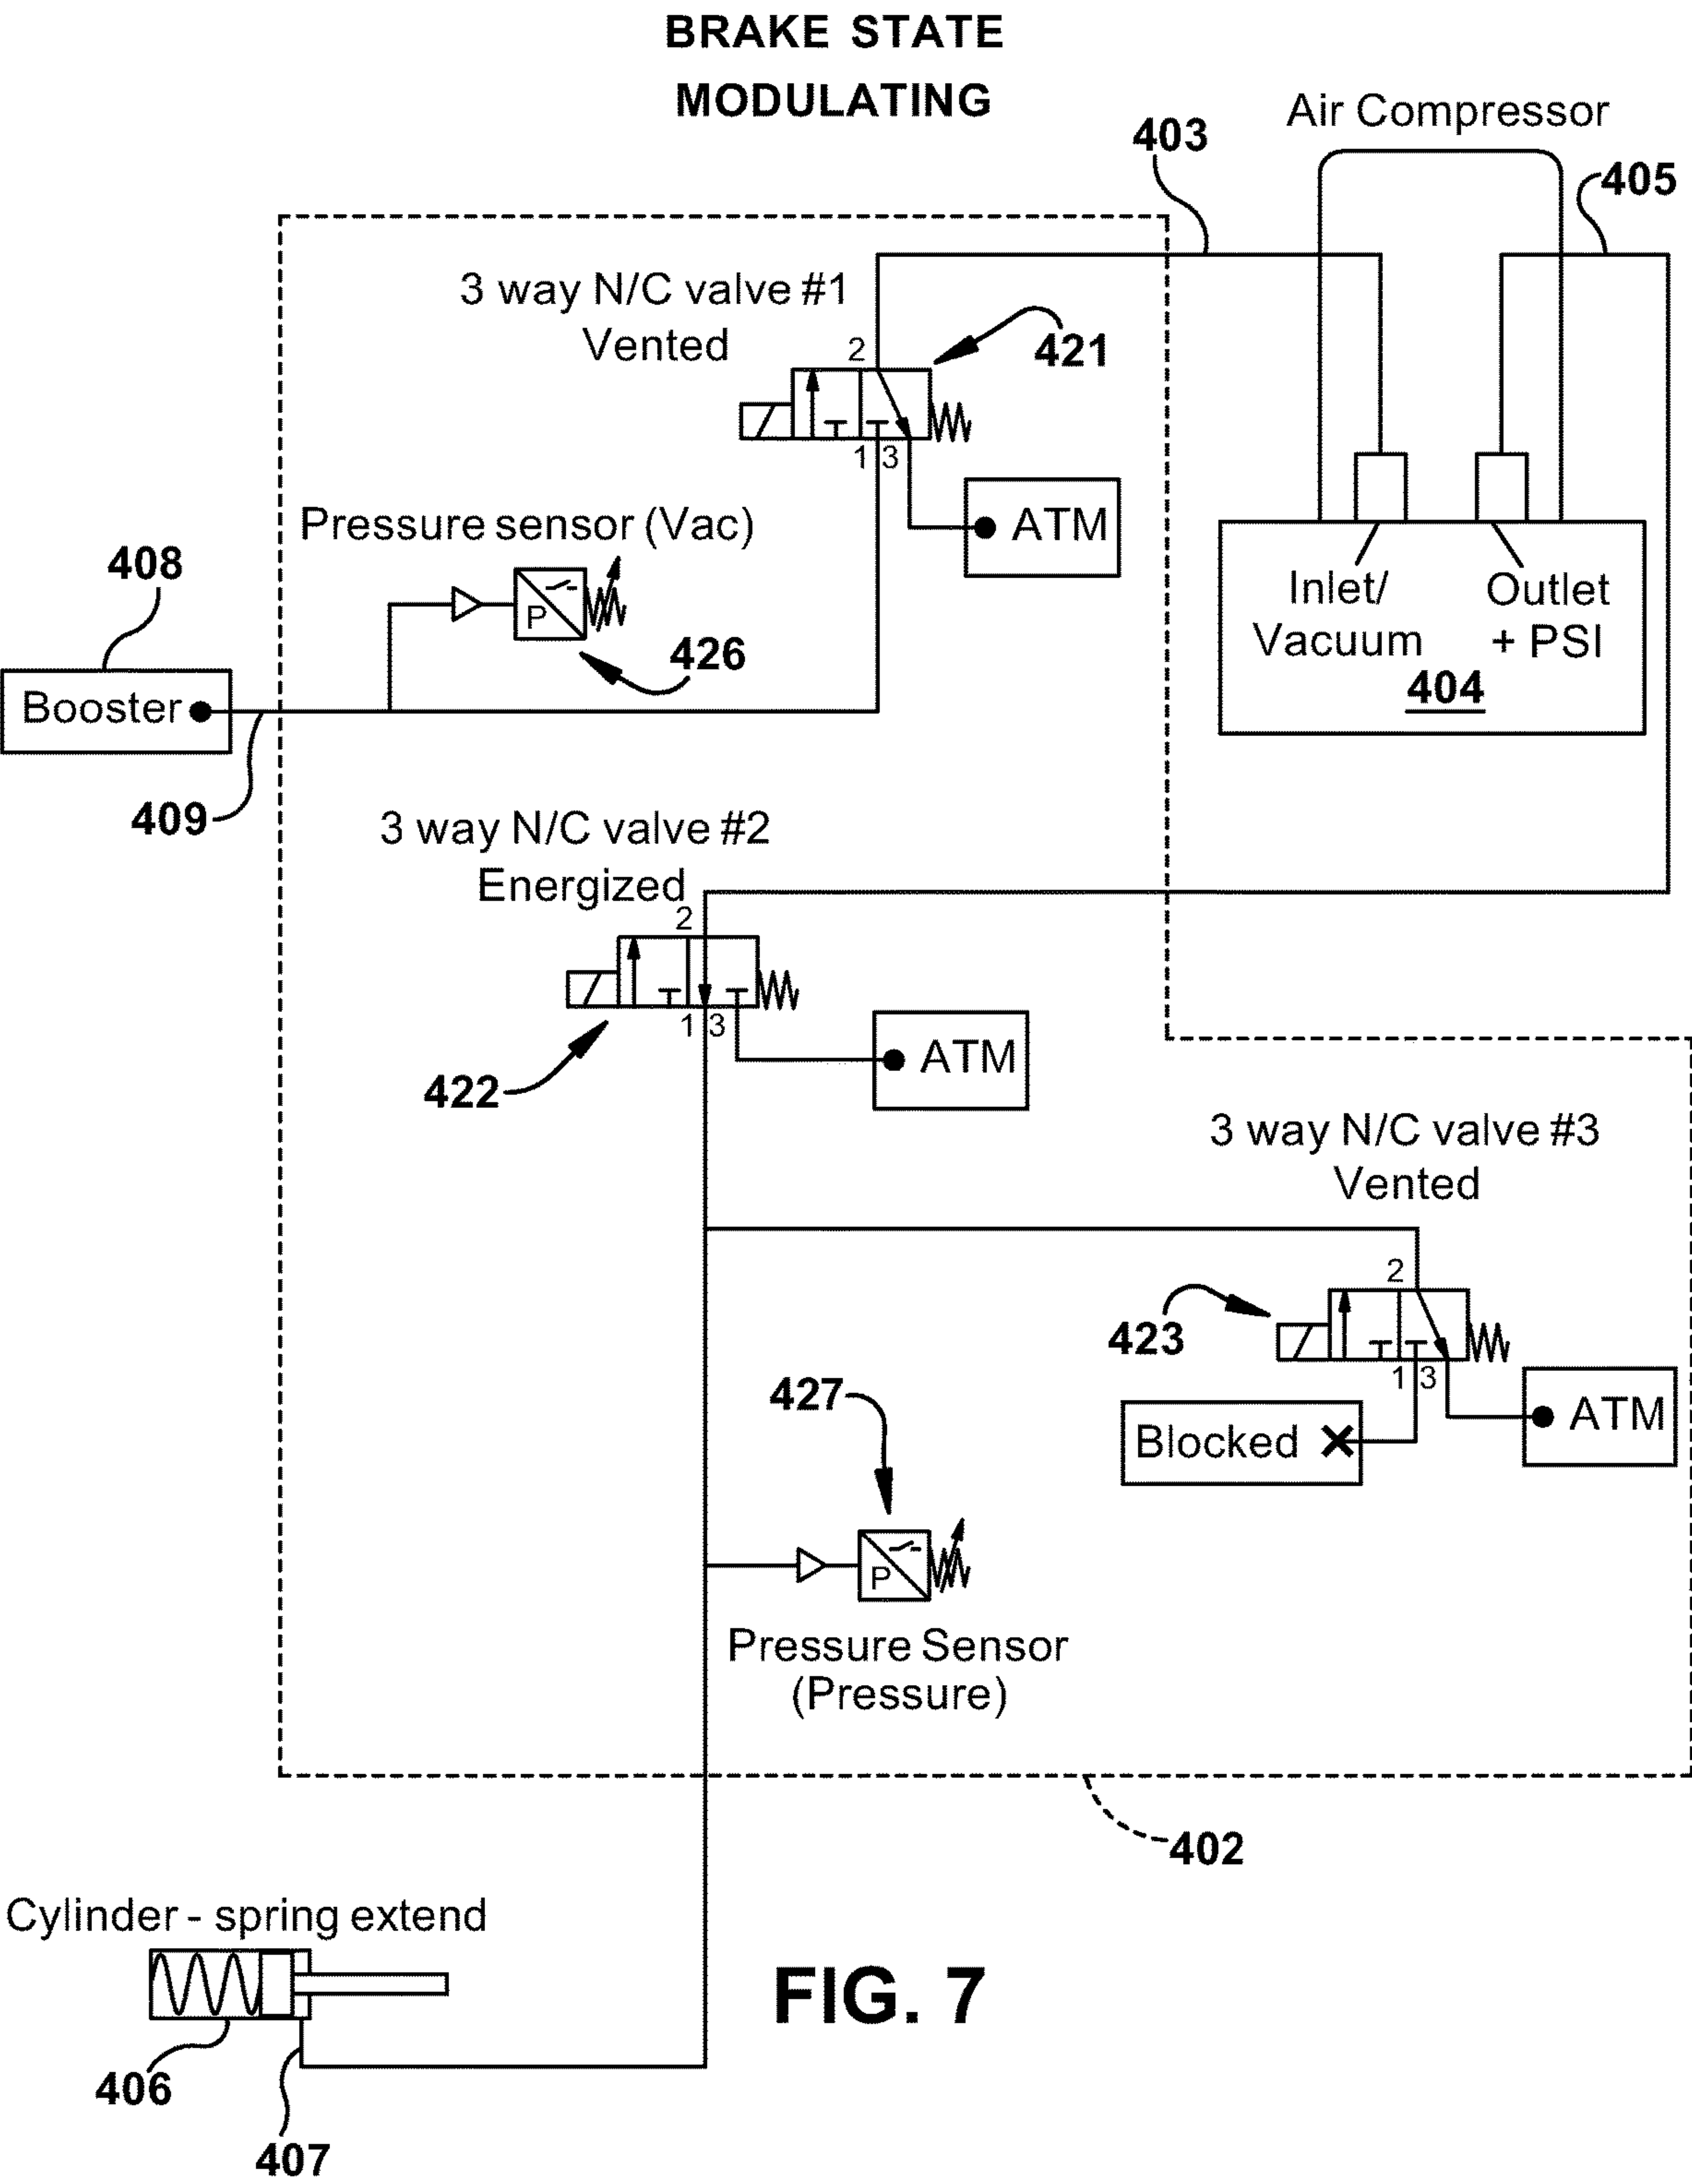 BRAKE STATE
MODULATING
Air Compressor
403
405
3 way N/C valve #1
Vented
421
2
1 3
ATM
Pressure sensor (Vac)
P
426
408
Booster
409
Inlet/
Vacuum
Outlet
+ PSI
404
3 way N/C valve #2
Energized
2
1 3
422
ATM
3 way N/C valve #3
Vented
2
423
1 3
Blocked
ATM
427
P
Pressure Sensor
(Pressure)
402
Cylinder - spring extend
406
407
FIG. 7